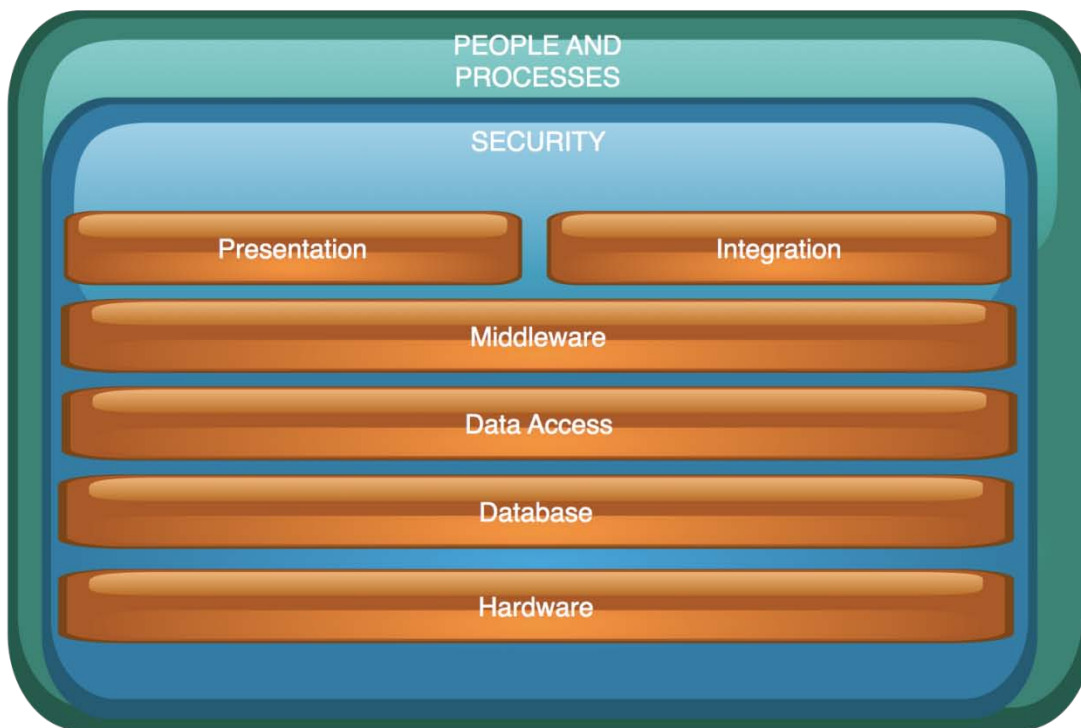 PEOPLE AND
PROCESSES
SECURITY
Presentation
Integration
Middleware
Data Access
Database
Hardware